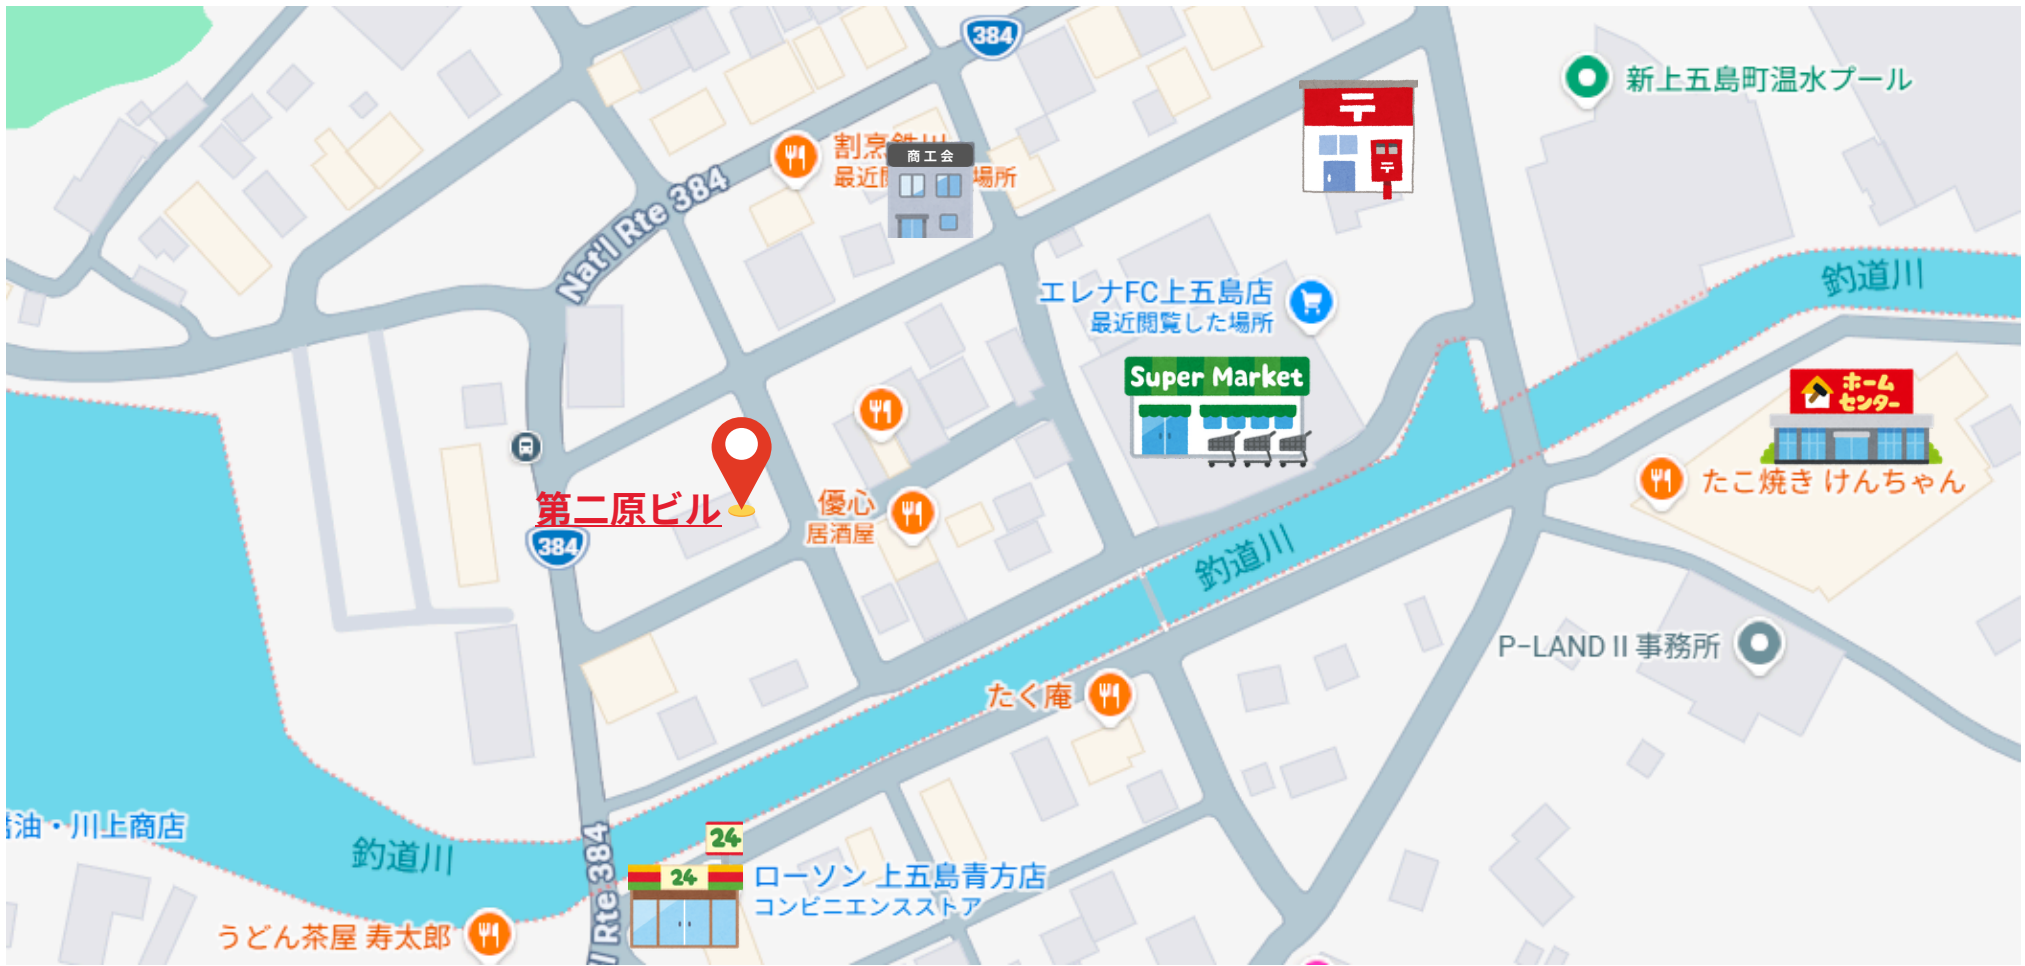 384
新上五島町温水プール
〒
〒
割烹
商工会
最近閲
場所
Nat'l Rte 384
釣道川
エレナFC上五島店
最近閲覧した場所
Super Market
ホーム
センター
たこ焼き けんちゃん
第二原ビル
優心
居酒屋
384
釣道川
P-LAND II 事務所
たく庵
油・川上商店
釣道川
24
24
ローソン 上五島青方店
コンビニエンスストア
Rte 384
うどん茶屋 寿太郎